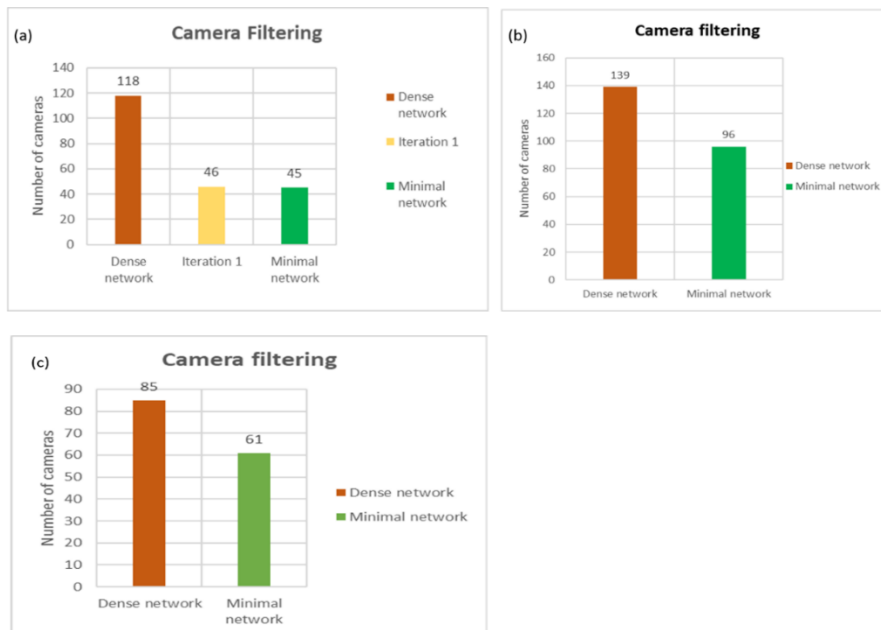 (a)
Camera Filtering
Number of cameras
140
120
100
80
60
40
20
0
118
46
45
Dense
network
Iteration 1
Minimal
network
Dense
network
Iteration 1
Minimal
network
(b)
Camera filtering
Number of cameras
160
140
120
100
80
60
40
20
0
139
96
Dense network
Minimal network
Dense network
Minimal network
(c)
Camera filtering
Number of cameras
90
80
70
60
50
40
30
20
10
0
85
61
Dense network
Minimal
network
Dense network
Minimal network